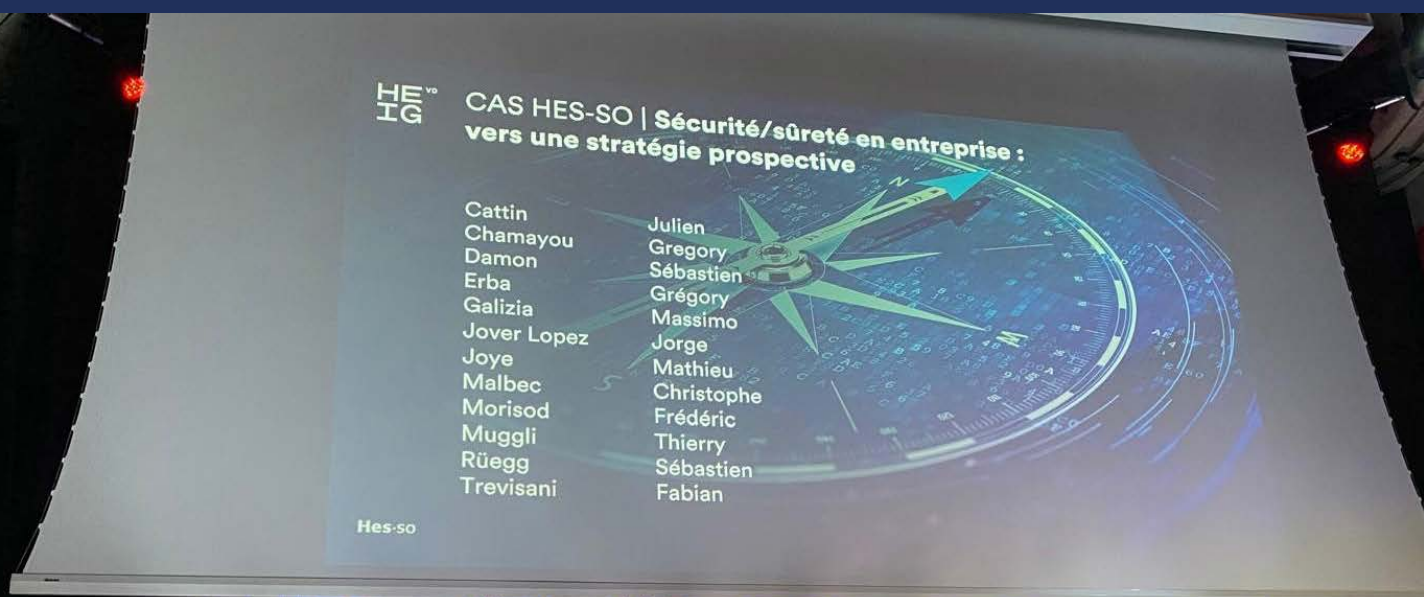 HE VD
IG
CAS HES-SO | Sécurité/sûreté en entreprise :
vers une stratégie prospective
Cattin Julien
Chamayou Gregory
Damon Sébastien
Erba Grégory
Galizia Massimo
Jover Lopez Jorge
Joye Mathieu
Malbec Christophe
Morisod Frédéric
Muggli Thierry
Rüegg Sébastien
Trevisani Fabian
N
S
Hes·so